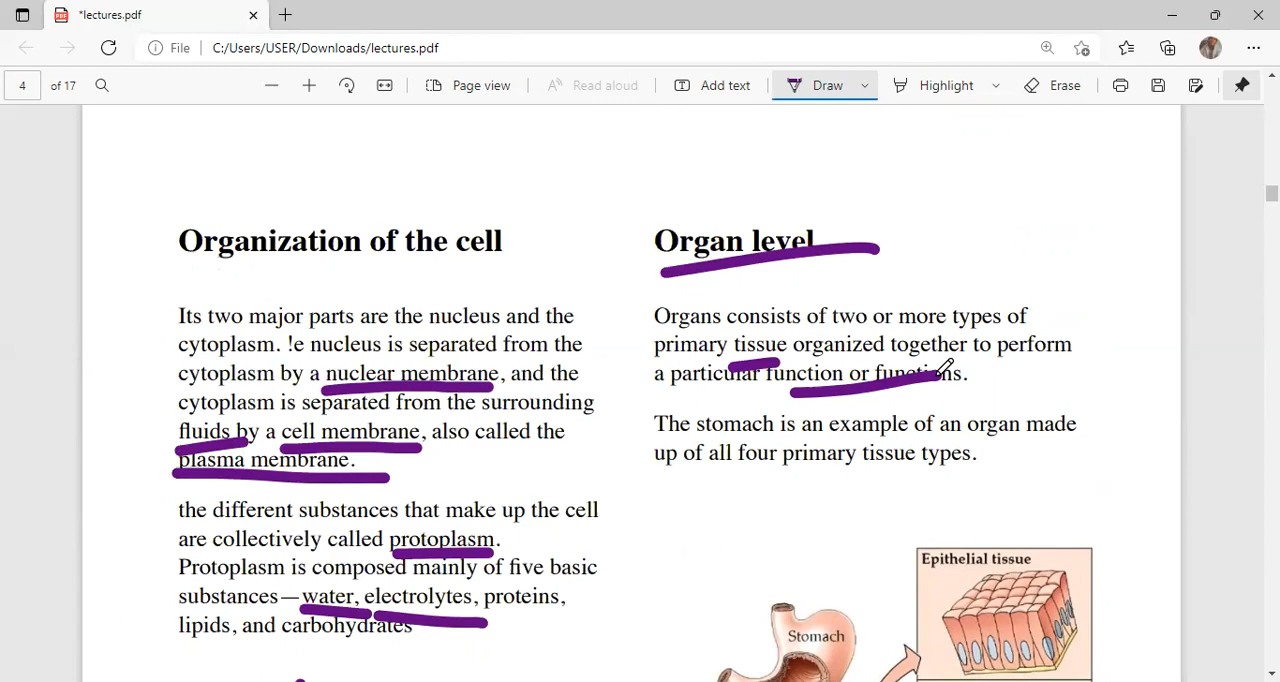 *lectures.pdf
File
C:/Users/USER/Downloads/lectures.pdf
4 of 17
Page view
Read aloud
Add text
Draw
Highlight
Erase
Organization of the cell
Its two major parts are the nucleus and the
cytoplasm. !e nucleus is separated from the
cytoplasm by a nuclear membrane, and the
cytoplasm is separated from the surrounding
fluids by a cell membrane, also called the
plasma membrane.
the different substances that make up the cell
are collectively called protoplasm.
Protoplasm is composed mainly of five basic
substances—water, electrolytes, proteins,
lipids, and carbohydrates
Organ level
Organs consists of two or more types of
primary tissue organized together to perform
a particular function or functions.
The stomach is an example of an organ made
up of all four primary tissue types.
Epithelial tissue
Stomach